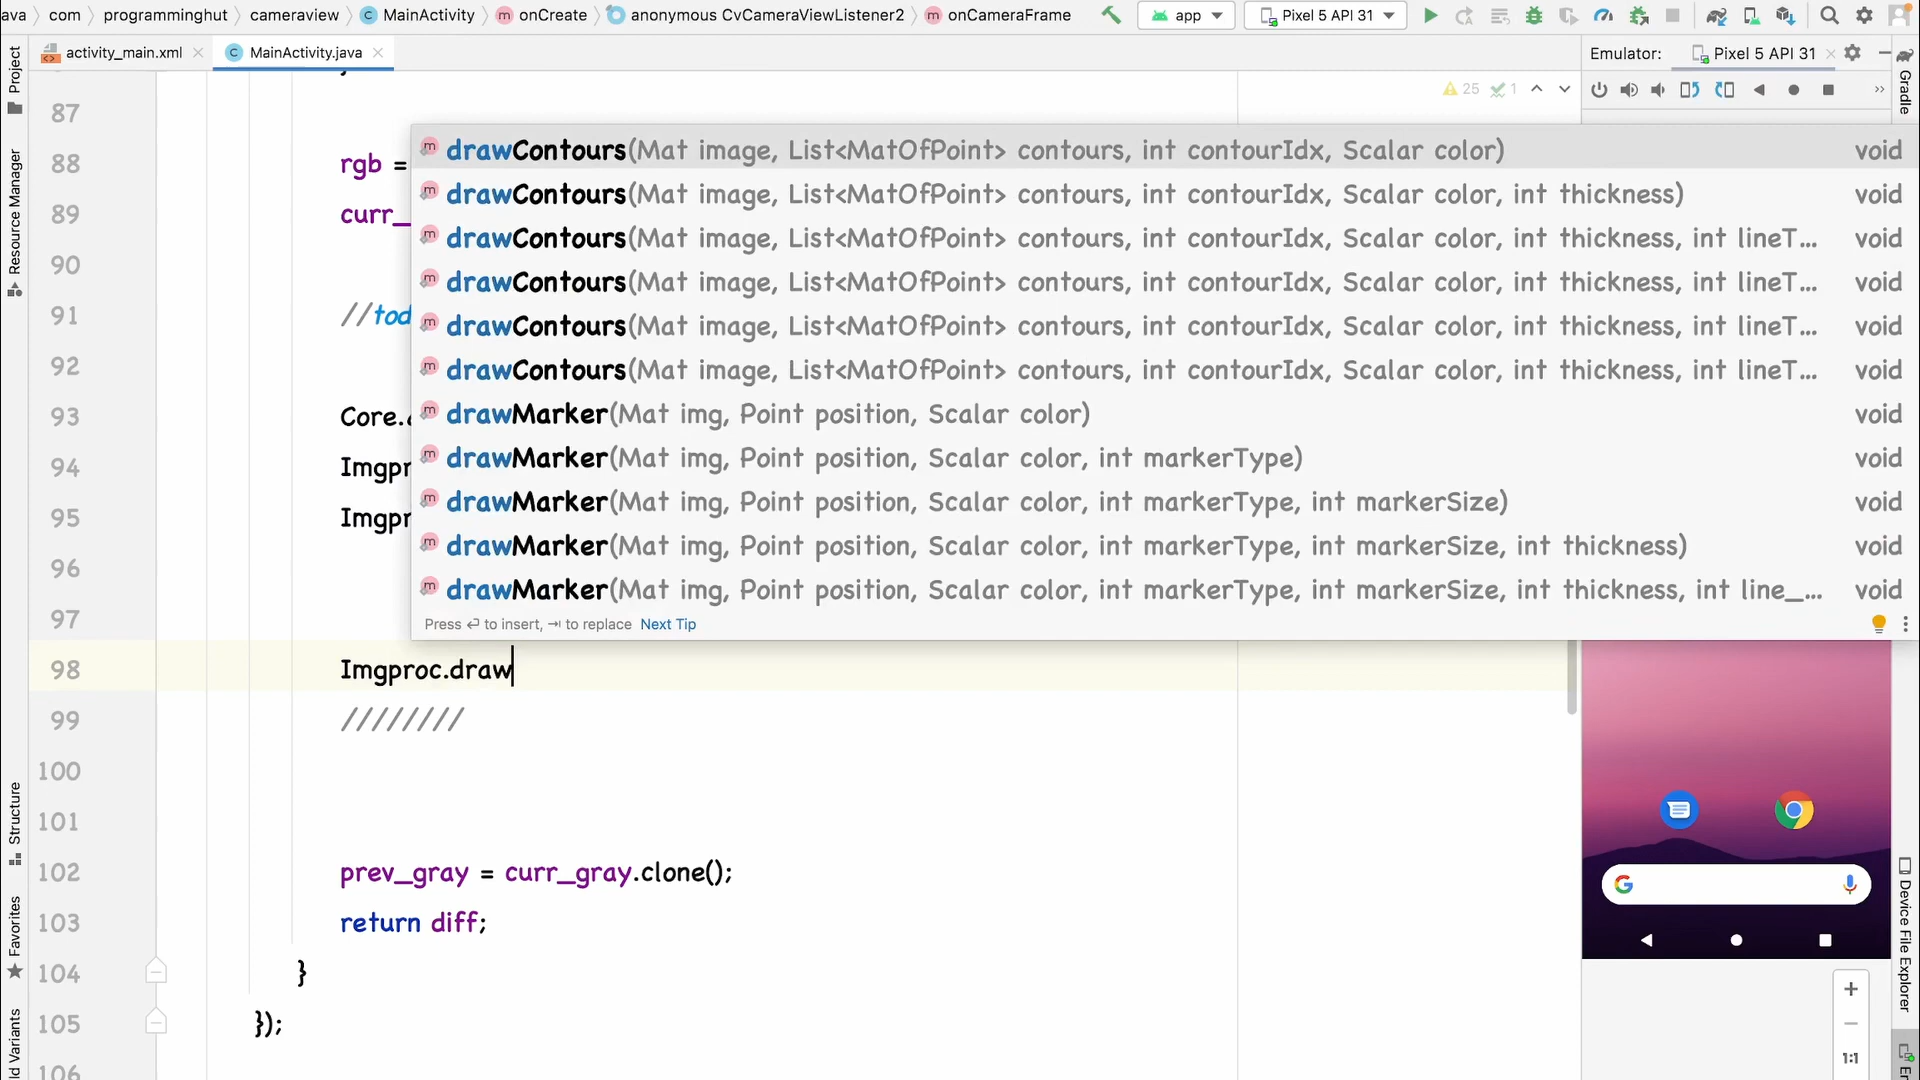 ava com programminghut cameraview MainActivity onCreate anonymous CvCameraViewListener2 onCameraFrame app Pixel 5 API 31
activity_main.xml MainActivity.java Emulator: Pixel 5 API 31
Project
Resource Manager
Structure
Favorites
ld Variants
25 1
87
88 rgb =
89 curr_
90
91 //tod
92
93 Core.
94 Imgpr
95 Imgpr
96
97
drawContours(Mat image, List<MatOfPoint> contours, int contourIdx, Scalar color) void
drawContours(Mat image, List<MatOfPoint> contours, int contourIdx, Scalar color, int thickness) void
drawContours(Mat image, List<MatOfPoint> contours, int contourIdx, Scalar color, int thickness, int lineT... void
drawContours(Mat image, List<MatOfPoint> contours, int contourIdx, Scalar color, int thickness, int lineT... void
drawContours(Mat image, List<MatOfPoint> contours, int contourIdx, Scalar color, int thickness, int lineT... void
drawContours(Mat image, List<MatOfPoint> contours, int contourIdx, Scalar color, int thickness, int lineT... void
drawMarker(Mat img, Point position, Scalar color) void
drawMarker(Mat img, Point position, Scalar color, int markerType) void
drawMarker(Mat img, Point position, Scalar color, int markerType, int markerSize) void
drawMarker(Mat img, Point position, Scalar color, int markerType, int markerSize, int thickness) void
drawMarker(Mat img, Point position, Scalar color, int markerType, int markerSize, int thickness, int line_... void
Press ↵ to insert, ⇥ to replace Next Tip
98 Imgproc.draw
99 ////////
100
101
102 prev_gray = curr_gray.clone();
103 return diff;
104 }
105 });
106
Gradle
Device File Explorer
Em
1:1